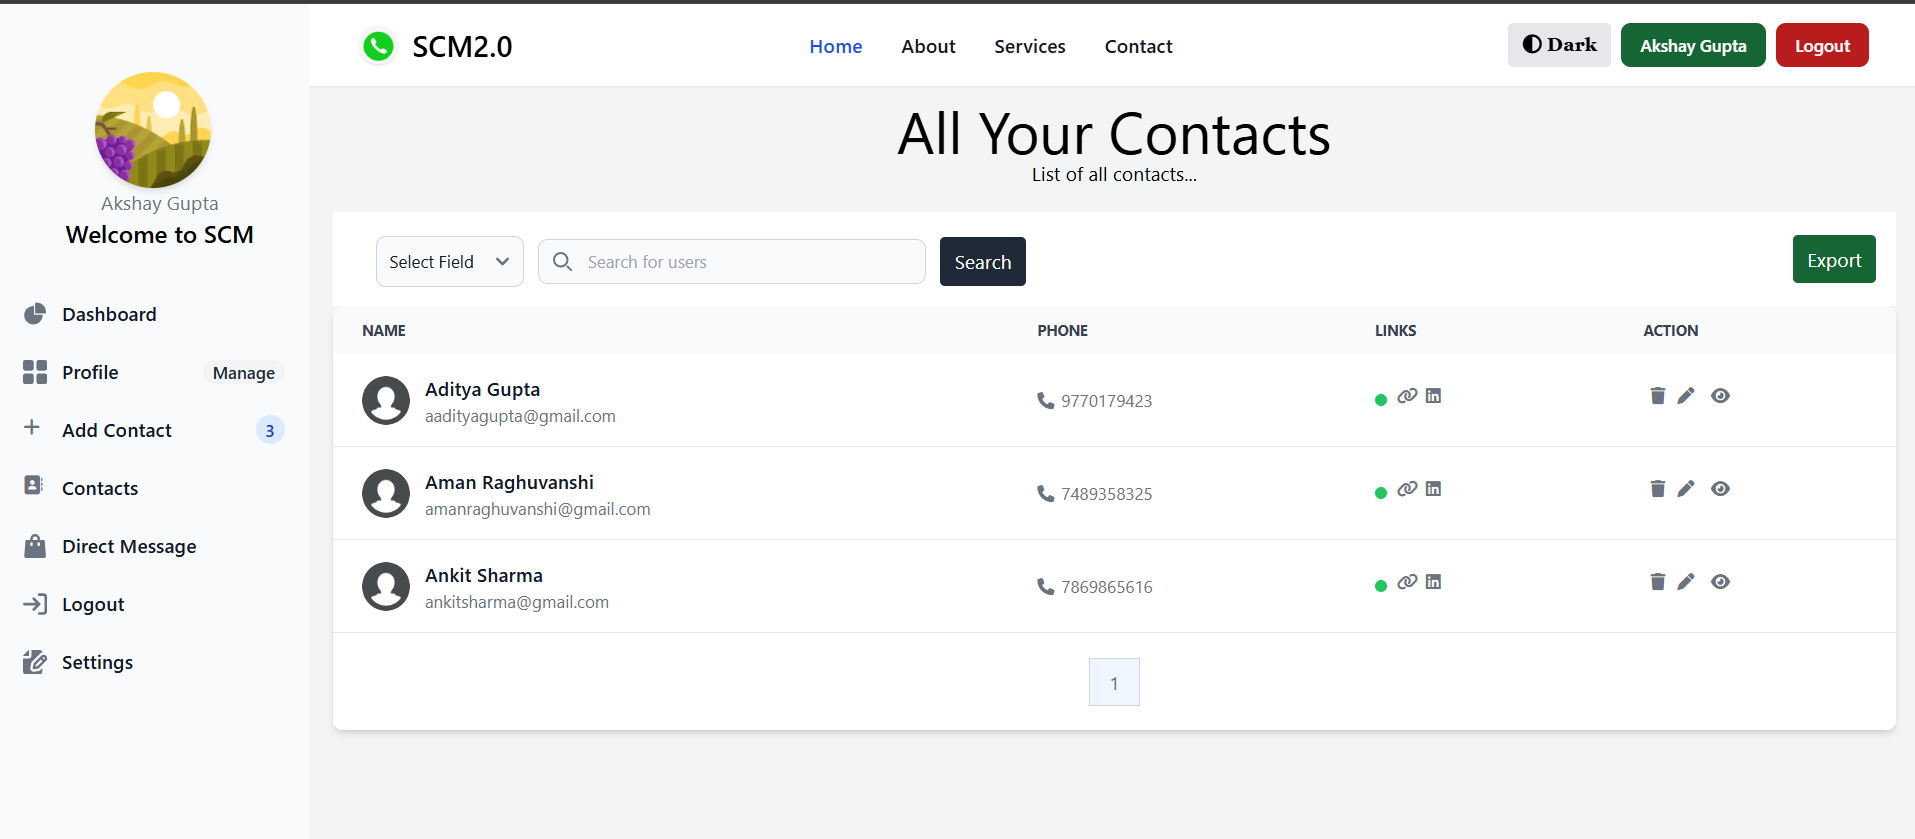 SCM2.0
Home About Services Contact
Dark
Akshay Gupta
Logout
Akshay Gupta
Welcome to SCM
Dashboard
Profile Manage
Add Contact 3
Contacts
Direct Message
Logout
Settings
All Your Contacts
List of all contacts...
Select Field
Search for users
Search
Export
NAME PHONE LINKS ACTION
Aditya Gupta
aadityagupta@gmail.com
9770179423
Aman Raghuvanshi
amanraghuvanshi@gmail.com
7489358325
Ankit Sharma
ankitsharma@gmail.com
7869865616
1